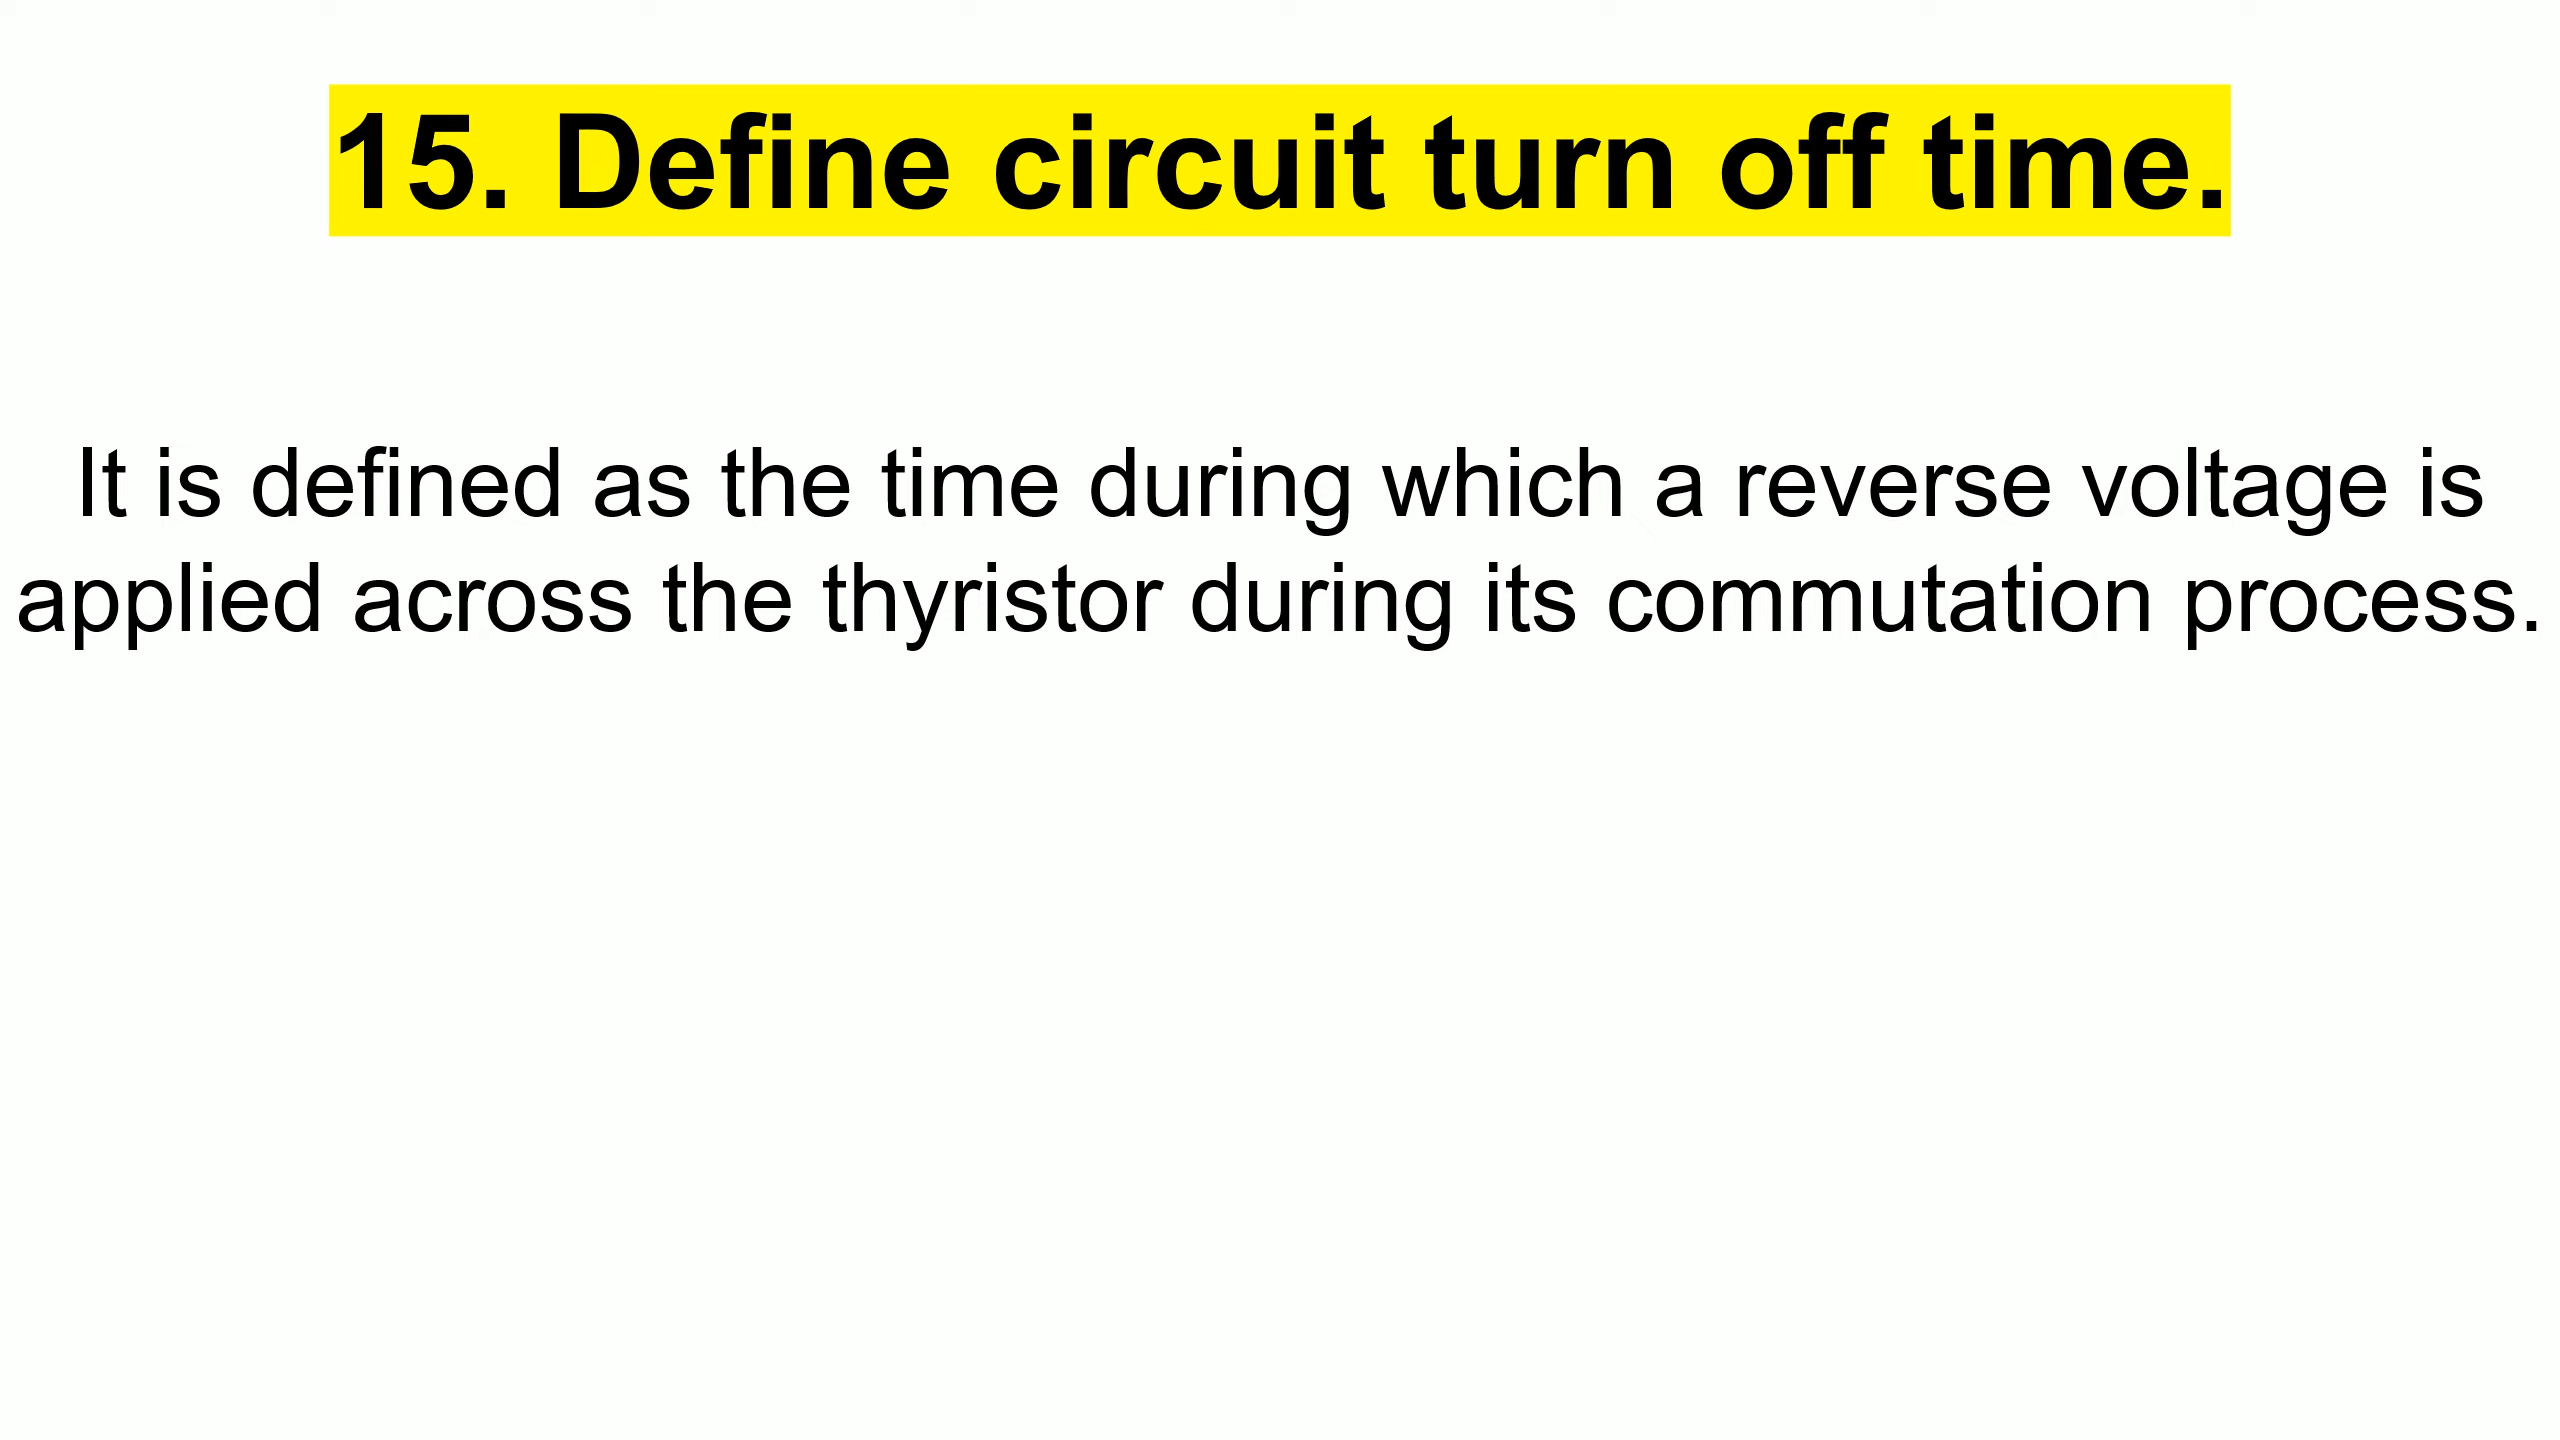 15. Define circuit turn off time.
It is defined as the time during which a reverse voltage is
applied across the thyristor during its commutation process.